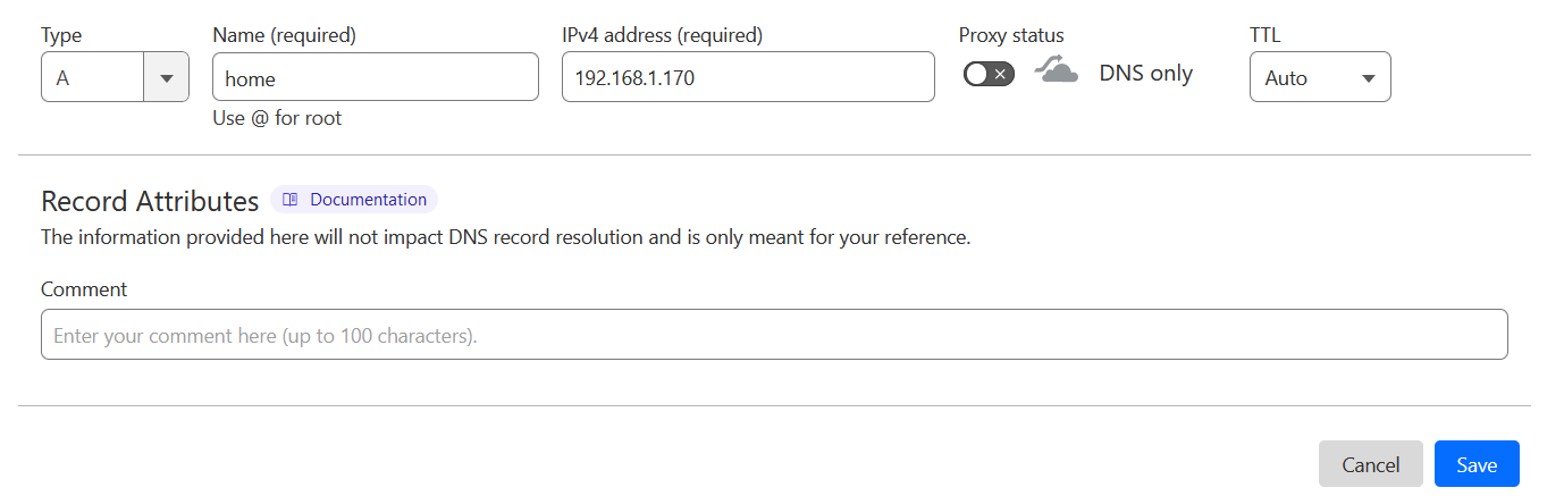 Type Name (required) IPv4 address (required) Proxy status TTL
A home 192.168.1.170 DNS only Auto
Use @ for root
Record Attributes Documentation
The information provided here will not impact DNS record resolution and is only meant for your reference.
Comment
Enter your comment here (up to 100 characters).
Cancel Save